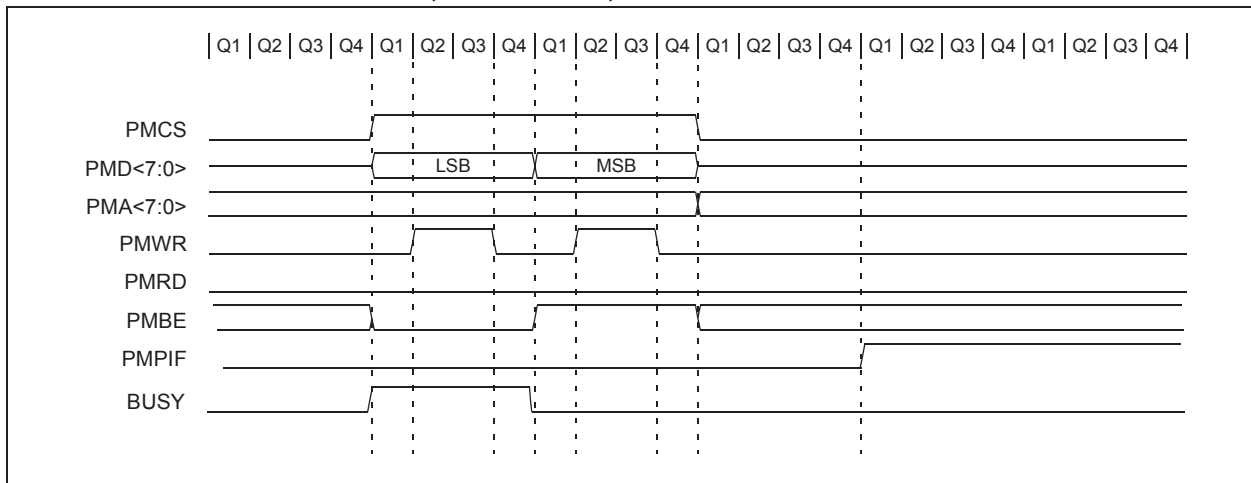 Q1 Q2 Q3 Q4 Q1 Q2 Q3 Q4 Q1 Q2 Q3 Q4 Q1 Q2 Q3 Q4 Q1 Q2 Q3 Q4 Q1 Q2 Q3 Q4
PMCS
PMD<7:0> LSB MSB
PMA<7:0>
PMWR
PMRD
PMBE
PMPIF
BUSY